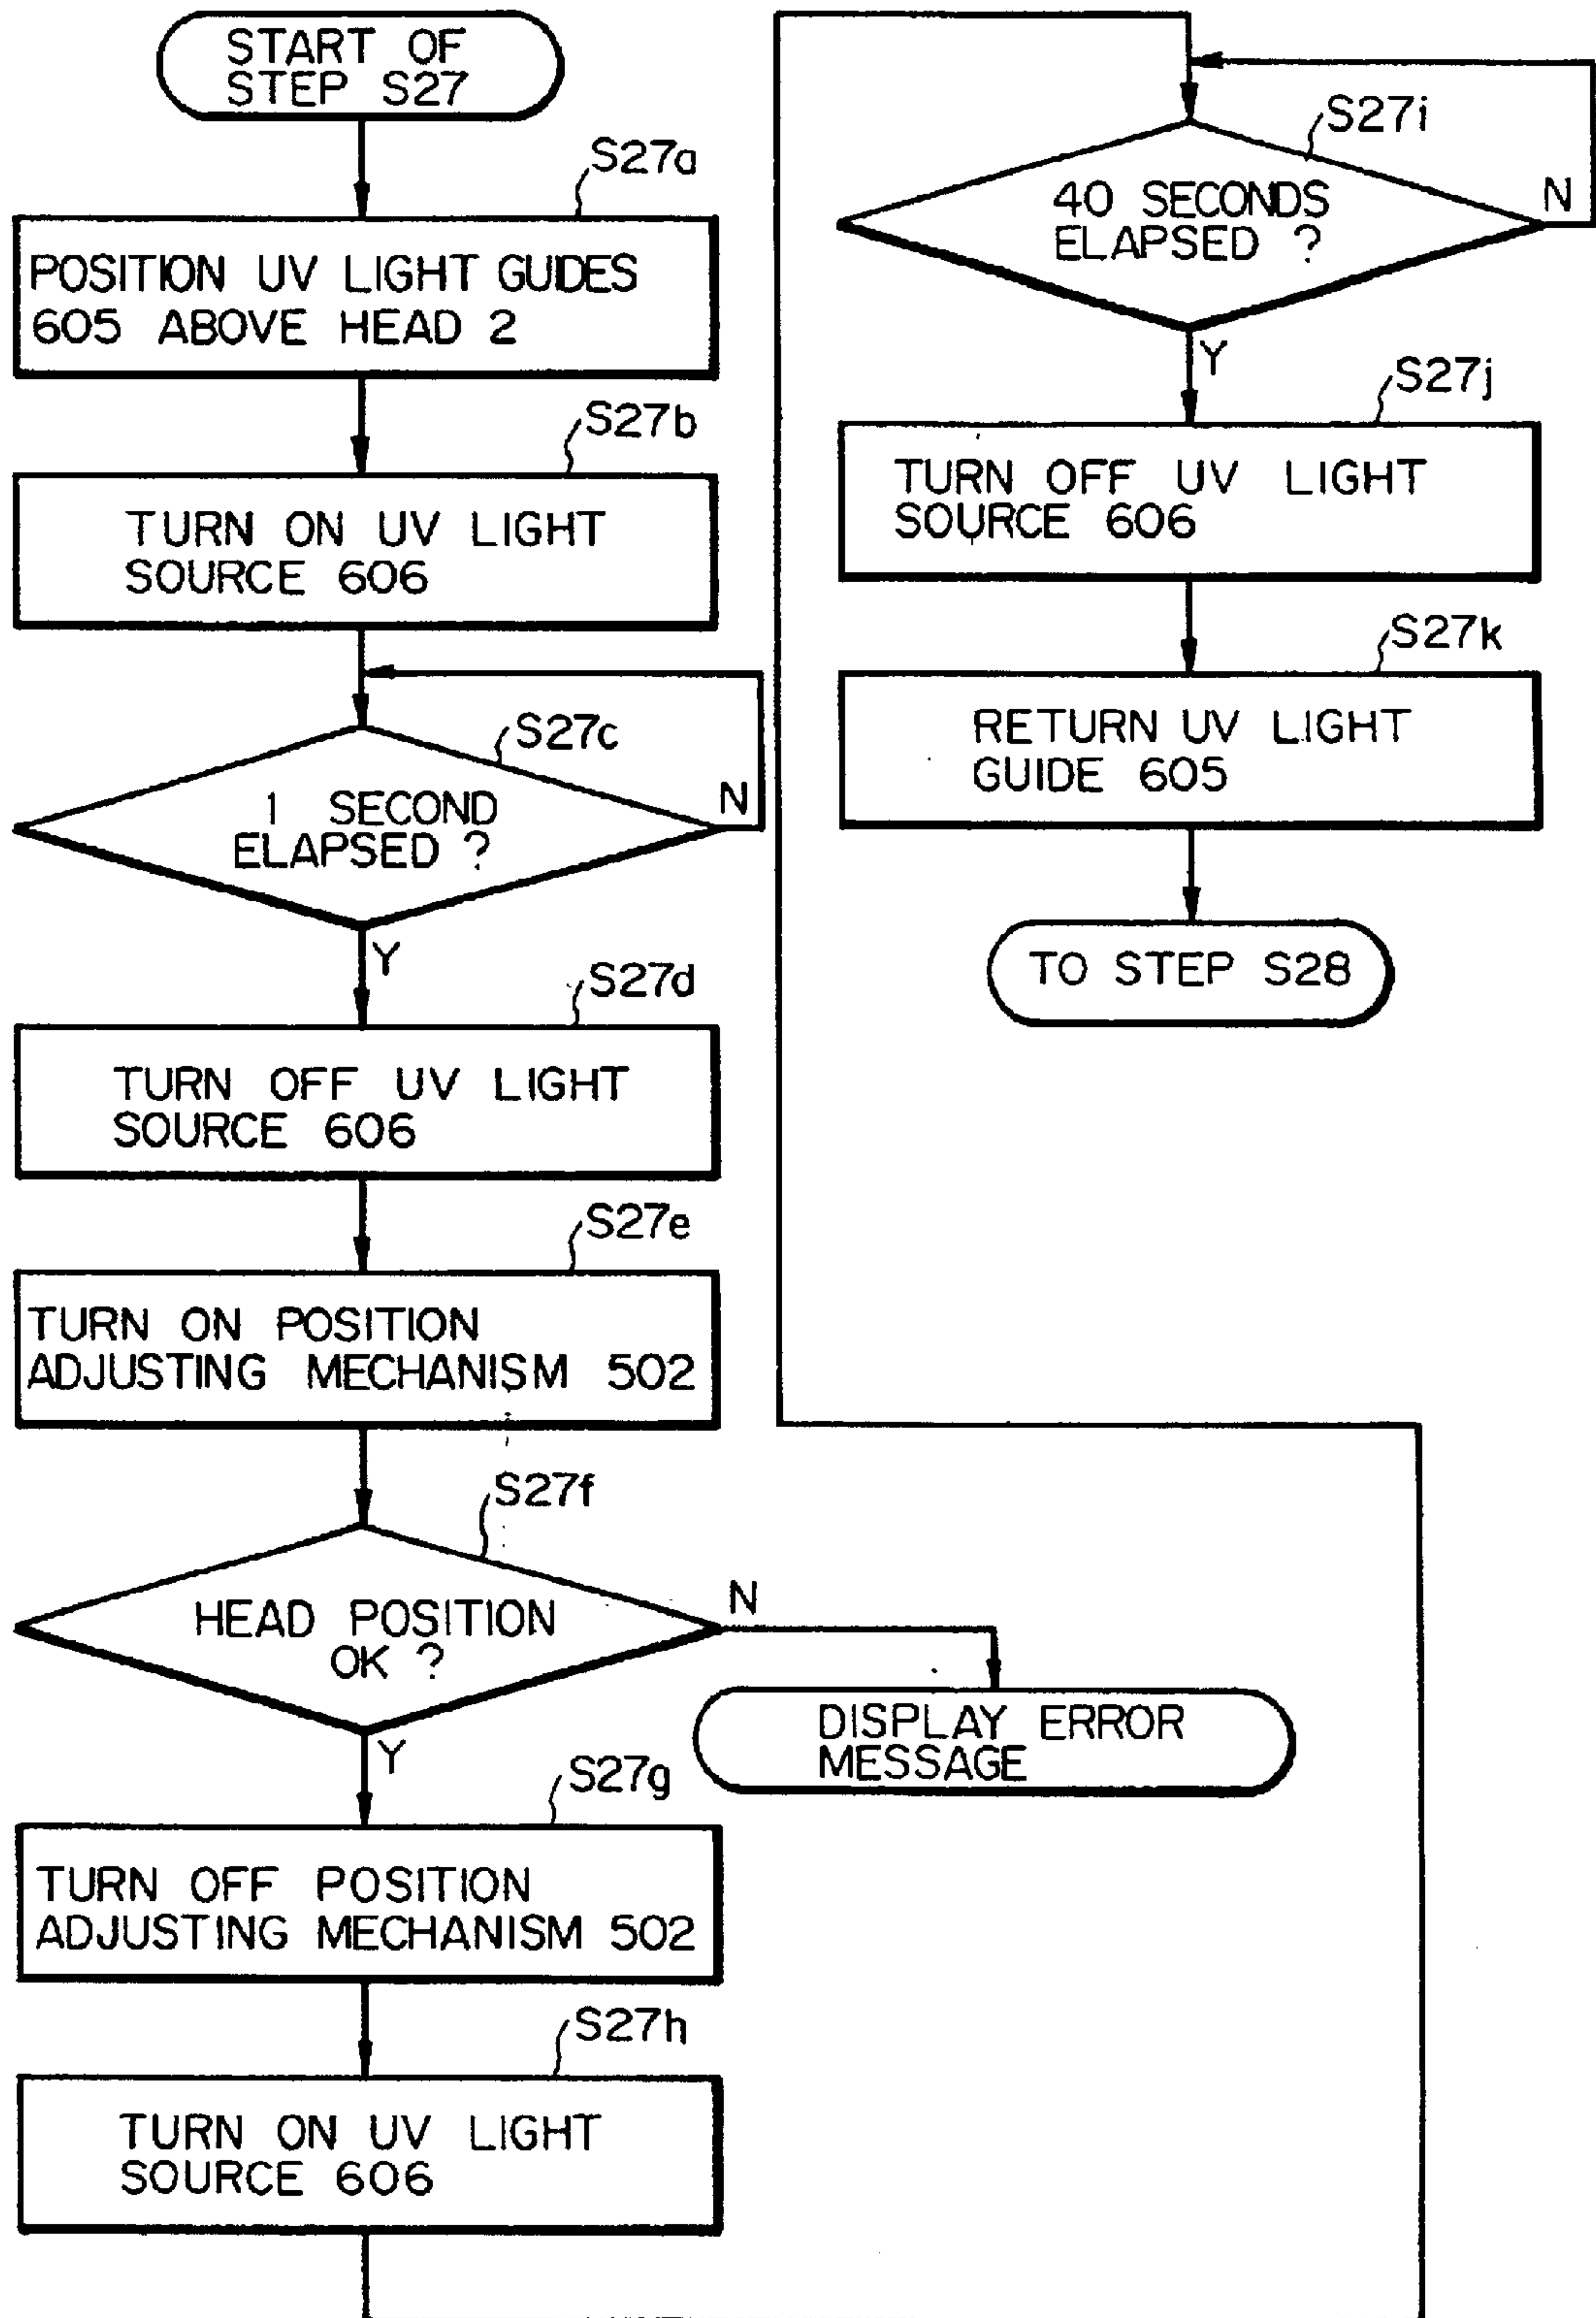 START OF
STEP S27
S27a
POSITION UV LIGHT GUIDES
605 ABOVE HEAD 2
S27b
TURN ON UV LIGHT
SOURCE 606
S27c
1 SECOND
ELAPSED ?
N
Y
S27d
TURN OFF UV LIGHT
SOURCE 606
S27e
TURN ON POSITION
ADJUSTING MECHANISM 502
S27f
HEAD POSITION
OK ?
N
DISPLAY ERROR
MESSAGE
Y
S27g
TURN OFF POSITION
ADJUSTING MECHANISM 502
S27h
TURN ON UV LIGHT
SOURCE 606
S27i
40 SECONDS
ELAPSED ?
N
Y
S27j
TURN OFF UV LIGHT
SOURCE 606
S27k
RETURN UV LIGHT
GUIDE 605
TO STEP S28